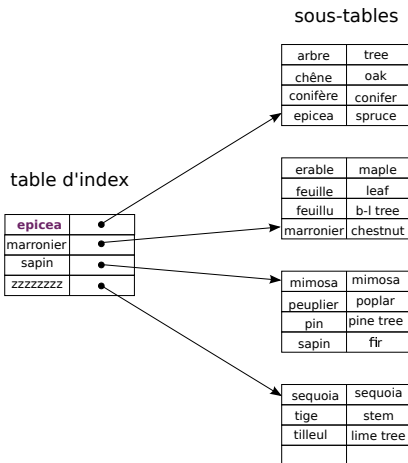 sous-tables
arbre tree
chêne oak
conifère conifer
epicea spruce
erable maple
feuille leaf
feuillu b-l tree
marronier chestnut
table d'index
epicea
marronier
sapin
zzzzzzzz
mimosa mimosa
peuplier poplar
pin pine tree
sapin fir
sequoia sequoia
tige stem
tilleul lime tree